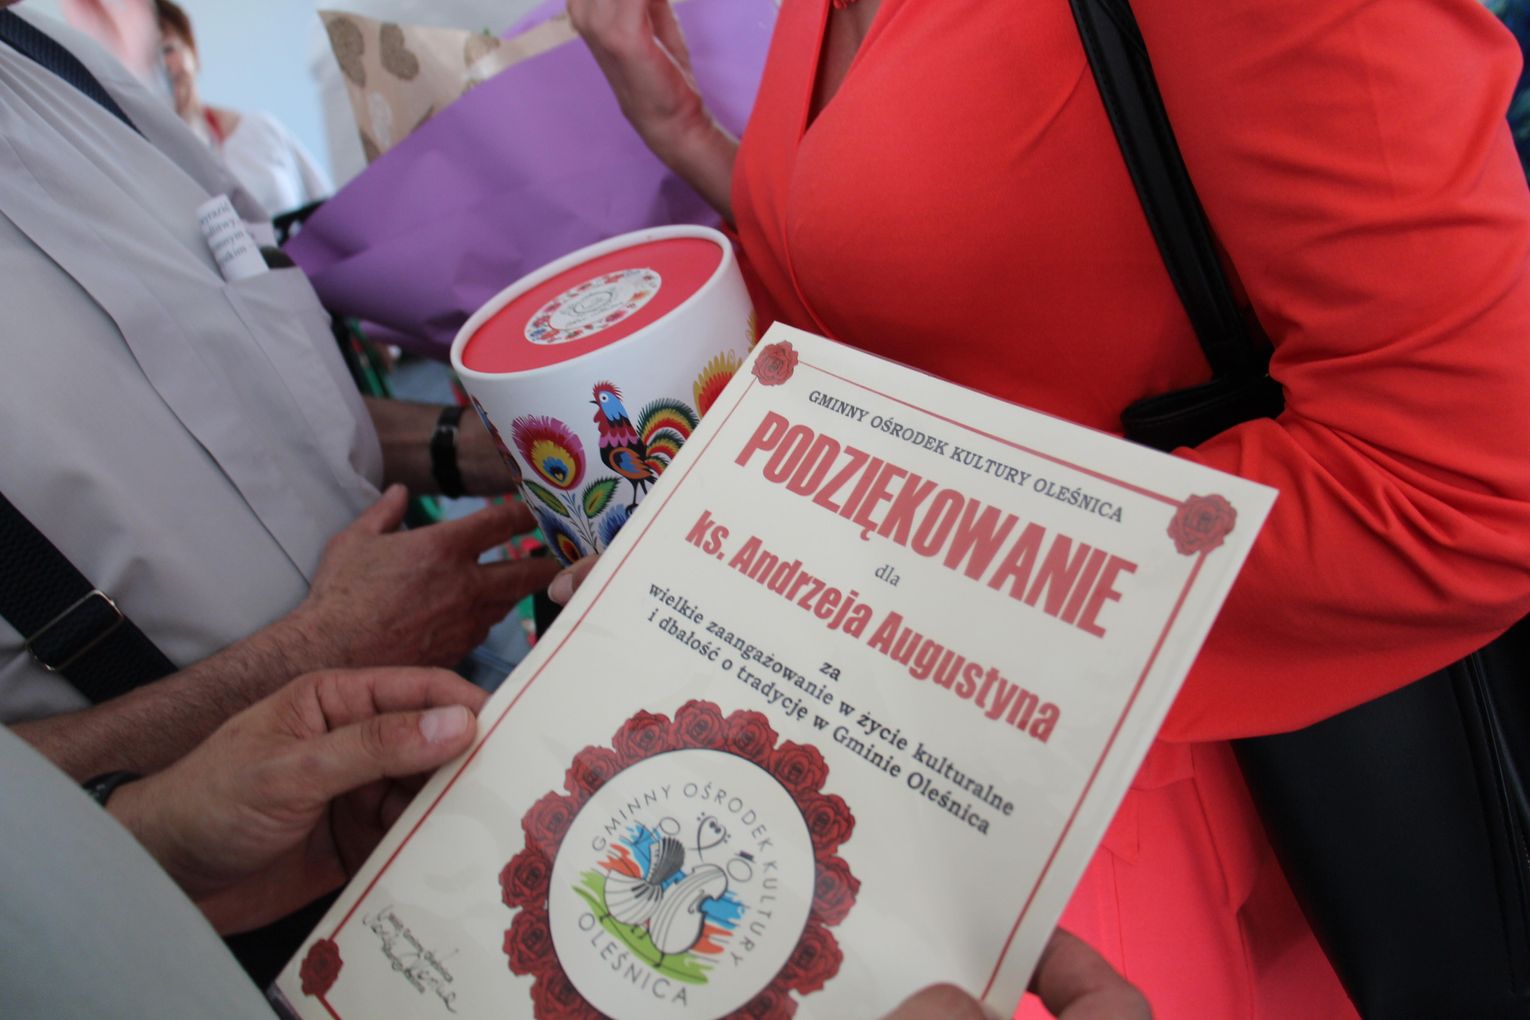 GMINNY OŚRODEK KULTURY OLEŚNICA
PODZIĘKOWANIE
dla
ks. Andrzeja Augustyna
za
wielkie zaangażowanie w życie kulturalne
i dbałość o tradycję w Gminie Oleśnica
GMINNY OŚRODEK KULTURY
OLEŚNICA